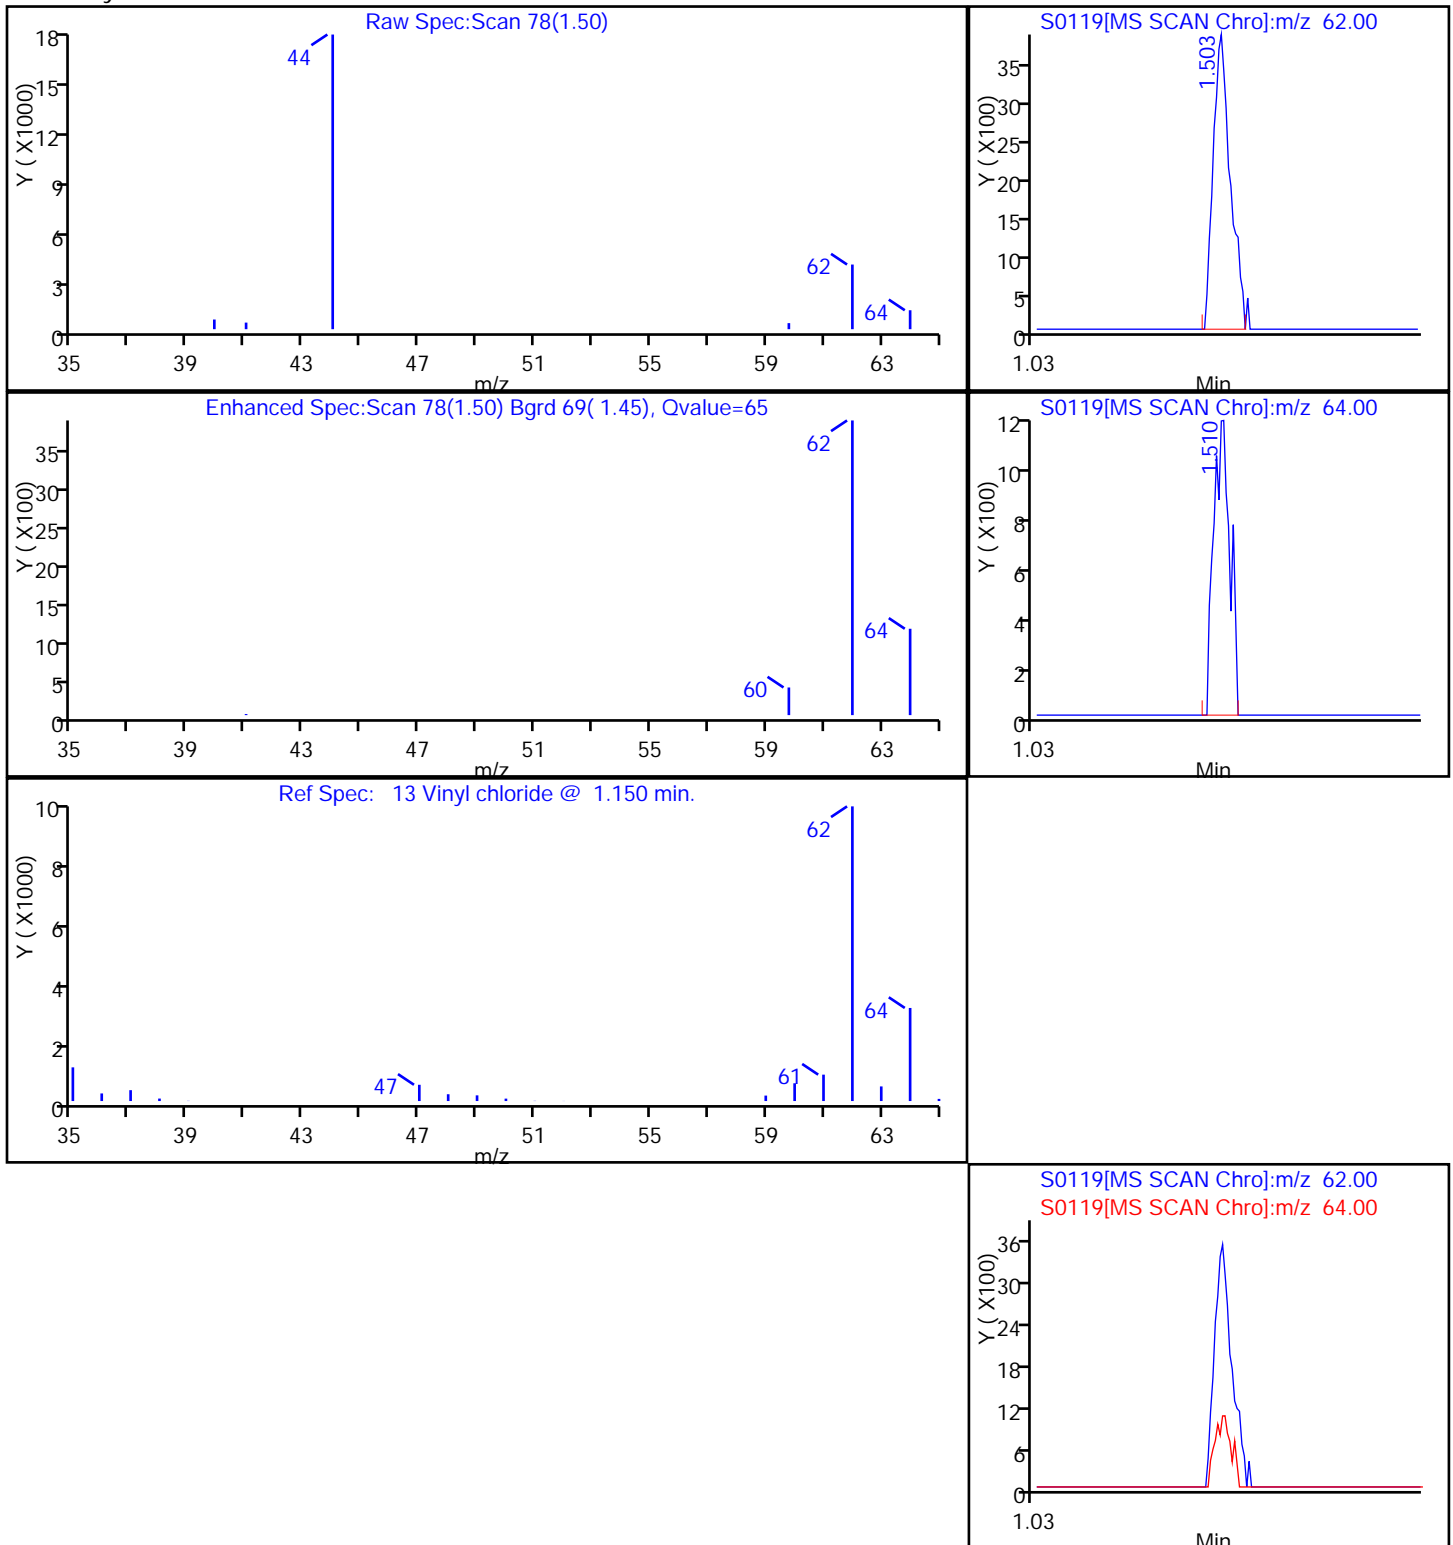 Raw Spec:Scan 78(1.50)
18
15
12
9
6
3
0
Y ( X1000)
44
62
64
35 39 43 47 51 55 59 63
m/z
S0119[MS SCAN Chro]:m/z 62.00
35
30
25
20
15
10
5
0
Y ( X100)
1.503
1.03
Min
Enhanced Spec:Scan 78(1.50) Bgrd 69( 1.45), Qvalue=65
35
30
25
20
15
10
5
0
Y ( X100)
62
64
60
35 39 43 47 51 55 59 63
m/z
S0119[MS SCAN Chro]:m/z 64.00
12
10
8
6
4
2
0
Y ( X100)
1.510
1.03
Min
Ref Spec: 13 Vinyl chloride @ 1.150 min.
10
8
6
4
2
0
Y ( X1000)
62
64
61
47
35 39 43 47 51 55 59 63
m/z
S0119[MS SCAN Chro]:m/z 62.00
S0119[MS SCAN Chro]:m/z 64.00
36
30
24
18
12
6
0
Y ( X100)
1.03
Min